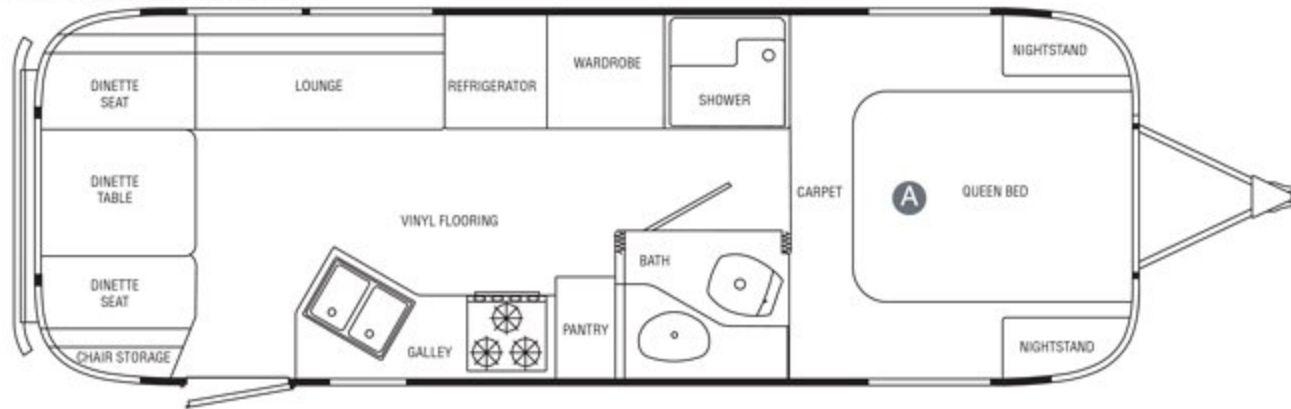 NIGHTSTAND
WARDROBE
DINETTE
SEAT
LOUNGE
REFRIGERATOR
SHOWER
DINETTE
TABLE
CARPET
A
QUEEN BED
VINYL FLOORING
BATH
DINETTE
SEAT
PANTRY
GALLEY
CHAIR STORAGE
NIGHTSTAND